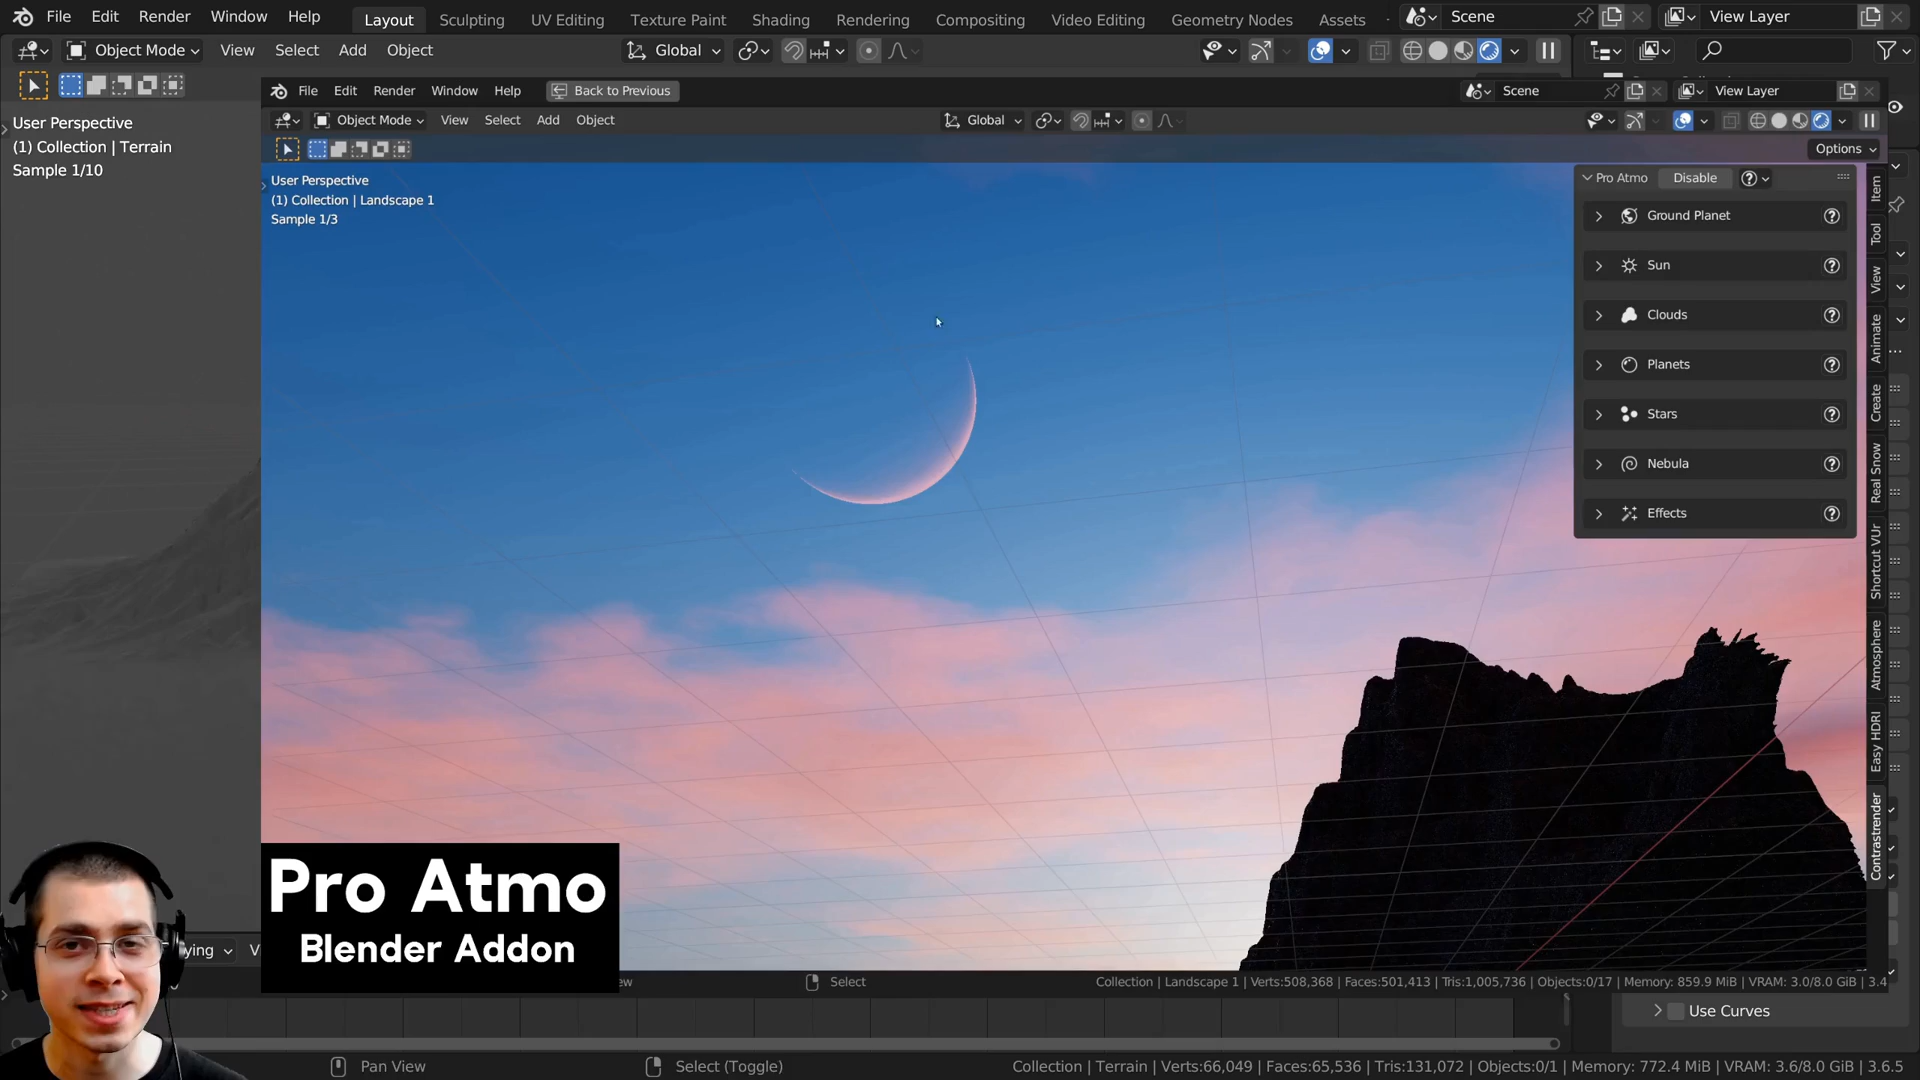 File Edit Render Window Help Layout Sculpting UV Editing Texture Paint Shading Rendering Compositing Video Editing Geometry Nodes Assets Scene View Layer
Object Mode View Select Add Object Global
User Perspective
(1) Collection | Terrain
Sample 1/10
File Edit Render Window Help Back to Previous Scene View Layer
Object Mode View Select Add Object Global
Options
User Perspective
(1) Collection | Landscape 1
Sample 1/3
Pro Atmo Disable
Ground Planet
Sun
Clouds
Planets
Stars
Nebula
Effects
Item
Tool
View
Animate
Create
Real Snow
Shortcut VUr
Atmosphere
Easy HDRI
Contrastrender
Pro Atmo
Blender Addon
ying V
ew Select Collection | Landscape 1 | Verts:508,368 | Faces:501,413 | Tris:1,005,736 | Objects:0/17 | Memory: 859.9 MiB | VRAM: 3.0/8.0 GiB | 3.4
Use Curves
Pan View Select (Toggle) Collection | Terrain | Verts:66,049 | Faces:65,536 | Tris:131,072 | Objects:0/1 | Memory: 772.4 MiB | VRAM: 3.6/8.0 GiB | 3.6.5